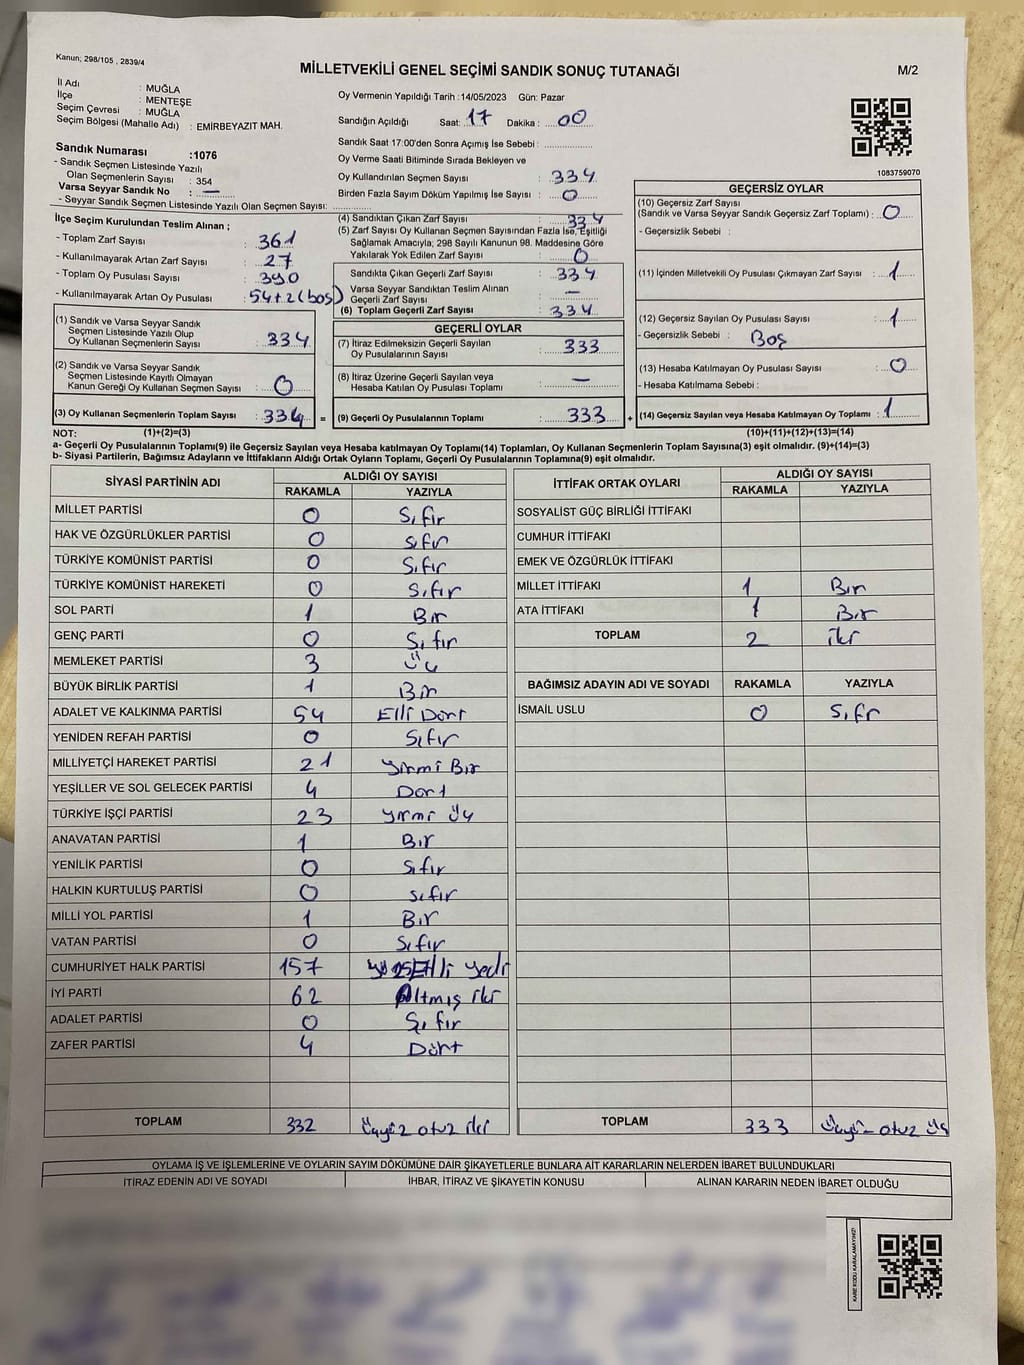 Kanun; 298/105 , 2839/4
MİLLETVEKİLİ GENEL SEÇİMİ SANDIK SONUÇ TUTANAĞI
M/2
İl Adı : MUĞLA
İlçe : MENTEŞE
Seçim Çevresi : MUĞLA
Seçim Bölgesi (Mahalle Adı) : EMİRBEYAZIT MAH.
Oy Vermenin Yapıldığı Tarih :14/05/2023 Gün: Pazar
Sandığın Açıldığı Saat: 17 Dakika : 00
Sandık Saat 17:00'den Sonra Açımış İse Sebebi :
Oy Verme Saati Bitiminde Sırada Bekleyen ve
Oy Kullandırılan Seçmen Sayısı : 334
Birden Fazla Sayım Döküm Yapılmış İse Sayısı : 0
Sandık Numarası :1076
- Sandık Seçmen Listesinde Yazılı
Olan Seçmenlerin Sayısı : 354
Varsa Seyyar Sandık No : —
- Seyyar Sandık Seçmen Listesinde Yazılı Olan Seçmen Sayısı:
1083759070
İlçe Seçim Kurulundan Teslim Alınan ;
- Toplam Zarf Sayısı : 361
- Kullanılmayarak Artan Zarf Sayısı : 27
- Toplam Oy Pusulası Sayısı : 390
- Kullanılmayarak Artan Oy Pusulası : 54+2(boş)
(4) Sandıktan Çıkan Zarf Sayısı : 334
(5) Zarf Sayısı Oy Kullanan Seçmen Sayısından Fazla İse, Eşitliği
Sağlamak Amacıyla; 298 Sayılı Kanunun 98. Maddesine Göre
Yakılarak Yok Edilen Zarf Sayısı : 0
Sandıkta Çıkan Geçerli Zarf Sayısı : 334
Varsa Seyyar Sandıktan Teslim Alınan
Geçerli Zarf Sayısı : —
(6) Toplam Geçerli Zarf Sayısı : 334
GEÇERSİZ OYLAR
(10) Geçersiz Zarf Sayısı
(Sandık ve Varsa Seyyar Sandık Geçersiz Zarf Toplamı) : 0
- Geçersizlik Sebebi :
(11) İçinden Milletvekili Oy Pusulası Çıkmayan Zarf Sayısı : 1
(12) Geçersiz Sayılan Oy Pusulası Sayısı : 1
- Geçersizlik Sebebi : Boş
(13) Hesaba Katılmayan Oy Pusulası Sayısı : 0
- Hesaba Katılmama Sebebi :
(14) Geçersiz Sayılan veya Hesaba Katılmayan Oy Toplamı : 1
(1) Sandık ve Varsa Seyyar Sandık
Seçmen Listesinde Yazılı Olup
Oy Kullanan Seçmenlerin Sayısı : 334
(2) Sandık ve Varsa Seyyar Sandık
Seçmen Listesinde Kayıtlı Olmayan
Kanun Gereği Oy Kullanan Seçmen Sayısı : 0
(3) Oy Kullanan Seçmenlerin Toplam Sayısı : 334 =
GEÇERLİ OYLAR
(7) İtiraz Edilmeksizin Geçerli Sayılan
Oy Pusulalarının Sayısı : 333
(8) İtiraz Üzerine Geçerli Sayılan veya
Hesaba Katılan Oy Pusulası Toplamı : —
(9) Geçerli Oy Pusulalarının Toplamı : 333 +
NOT: (1)+(2)=(3) (10)+(11)+(12)+(13)=(14)
a- Geçerli Oy Pusulalarının Toplamı(9) ile Geçersiz Sayılan veya Hesaba katılmayan Oy Toplamı(14) Toplamları, Oy Kullanan Seçmenlerin Toplam Sayısına(3) eşit olmalıdır. (9)+(14)=(3)
b- Siyasi Partilerin, Bağımsız Adayların ve İttifakların Aldığı Ortak Oyların Toplamı, Geçerli Oy Pusulalarının Toplamına(9) eşit olmalıdır.
SİYASİ PARTİNİN ADI ALDIĞI OY SAYISI
RAKAMLA YAZIYLA
MİLLET PARTİSİ 0 Sıfır
HAK VE ÖZGÜRLÜKLER PARTİSİ 0 Sıfır
TÜRKİYE KOMÜNİST PARTİSİ 0 Sıfır
TÜRKİYE KOMÜNİST HAREKETİ 0 Sıfır
SOL PARTİ 1 Bir
GENÇ PARTİ 0 Sıfır
MEMLEKET PARTİSİ 3 Üç
BÜYÜK BİRLİK PARTİSİ 1 Bir
ADALET VE KALKINMA PARTİSİ 54 Elli Dört
YENİDEN REFAH PARTİSİ 0 Sıfır
MİLLİYETÇİ HAREKET PARTİSİ 21 Yirmi Bir
YEŞİLLER VE SOL GELECEK PARTİSİ 4 Dört
TÜRKİYE İŞÇİ PARTİSİ 23 Yirmi üç
ANAVATAN PARTİSİ 1 Bir
YENİLİK PARTİSİ 0 Sıfır
HALKIN KURTULUŞ PARTİSİ 0 Sıfır
MİLLİ YOL PARTİSİ 1 Bir
VATAN PARTİSİ 0 Sıfır
CUMHURİYET HALK PARTİSİ 157 Elli Yedi
İYİ PARTİ 62 Altmış iki
ADALET PARTİSİ 0 Sıfır
ZAFER PARTİSİ 4 Dört
TOPLAM 332 Üçyüz otuz iki
İTTİFAK ORTAK OYLARI ALDIĞI OY SAYISI
RAKAMLA YAZIYLA
SOSYALİST GÜÇ BİRLİĞİ İTTİFAKI
CUMHUR İTTİFAKI
EMEK VE ÖZGÜRLÜK İTTİFAKI
MİLLET İTTİFAKI 1 Bir
ATA İTTİFAKI 1 Bir
TOPLAM 2 iki
BAĞIMSIZ ADAYIN ADI VE SOYADI RAKAMLA YAZIYLA
İSMAİL USLU 0 Sıfır
TOPLAM 333 Üçyüz otuz üç
OYLAMA İŞ VE İŞLEMLERİNE VE OYLARIN SAYIM DÖKÜMÜNE DAİR ŞİKAYETLERLE BUNLARA AİT KARARLARIN NELERDEN İBARET BULUNDUKLARI
İTİRAZ EDENİN ADI VE SOYADI İHBAR, İTİRAZ VE ŞİKAYETİN KONUSU ALINAN KARARIN NEDEN İBARET OLDUĞU
KARE KODU KARALAMAYINIZ!